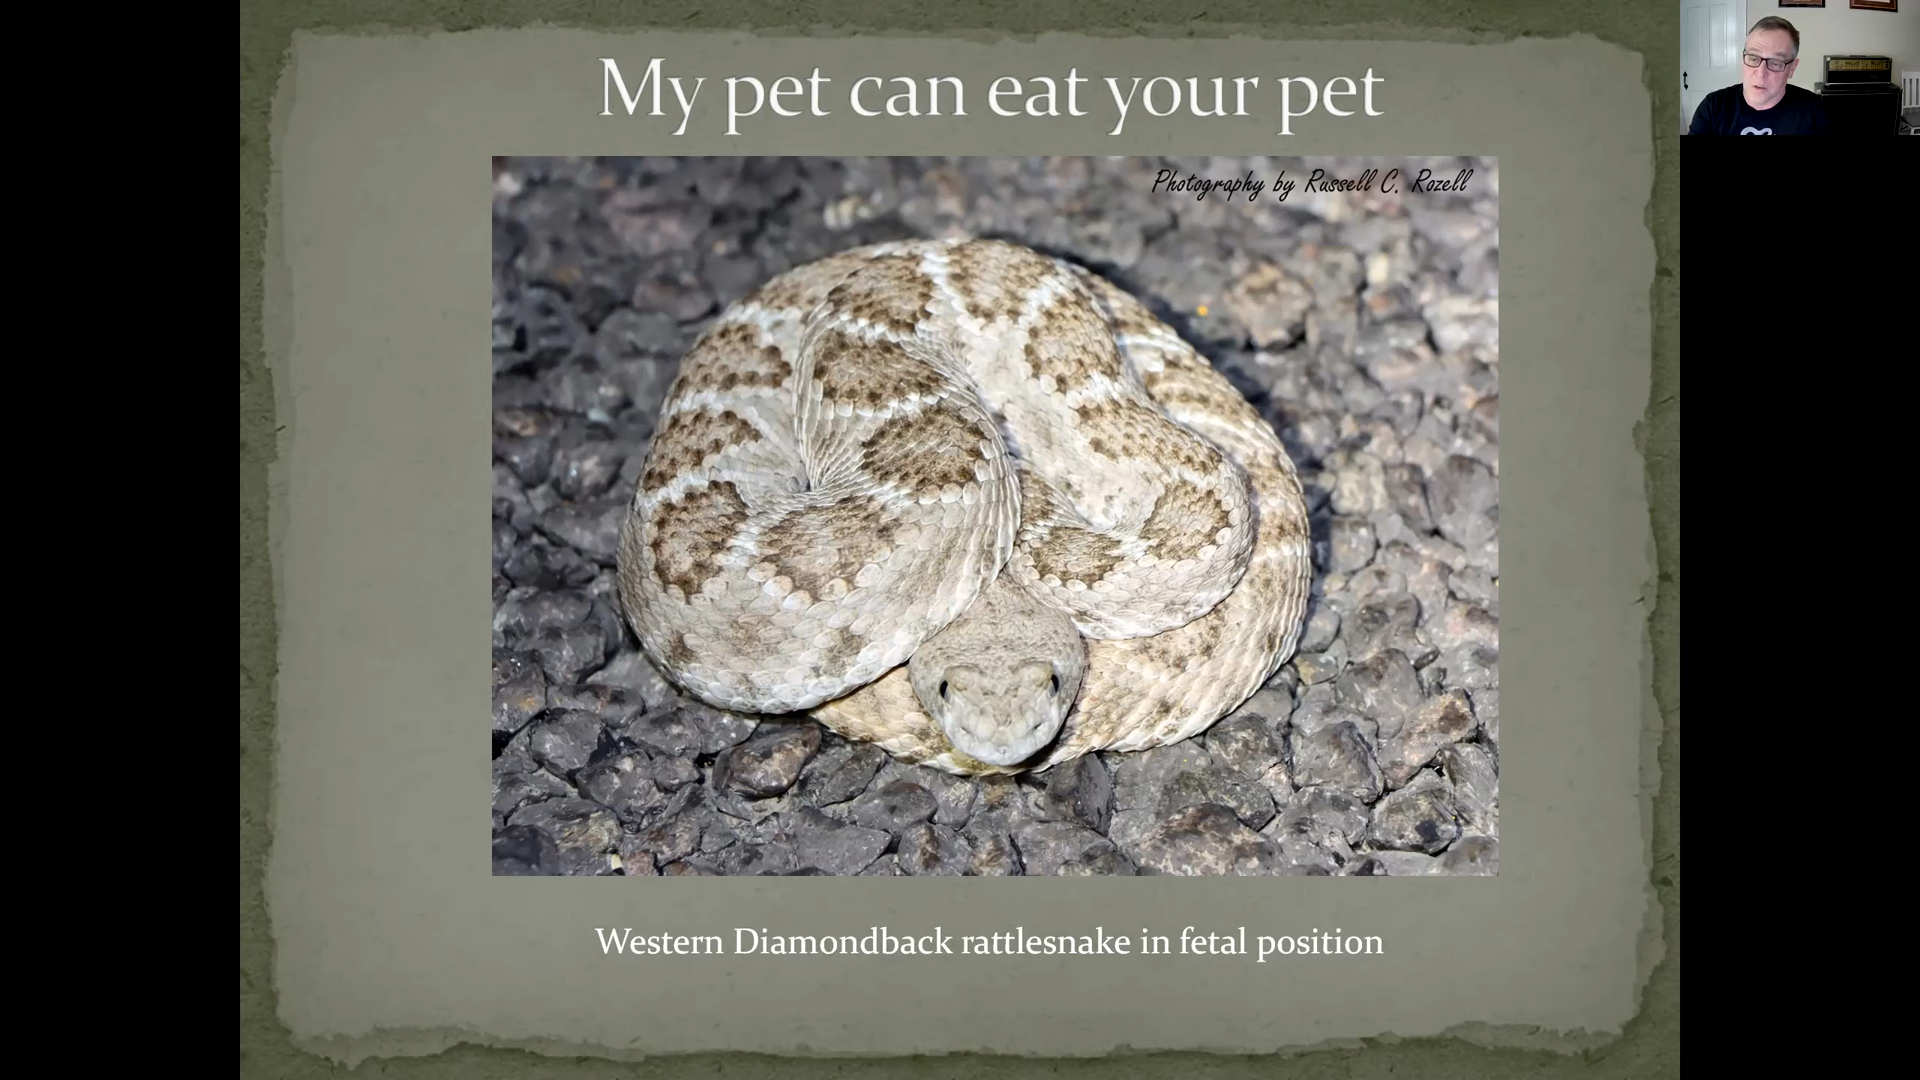 My pet can eat your pet
Photography by Russell C. Rozell
Western Diamondback rattlesnake in fetal position